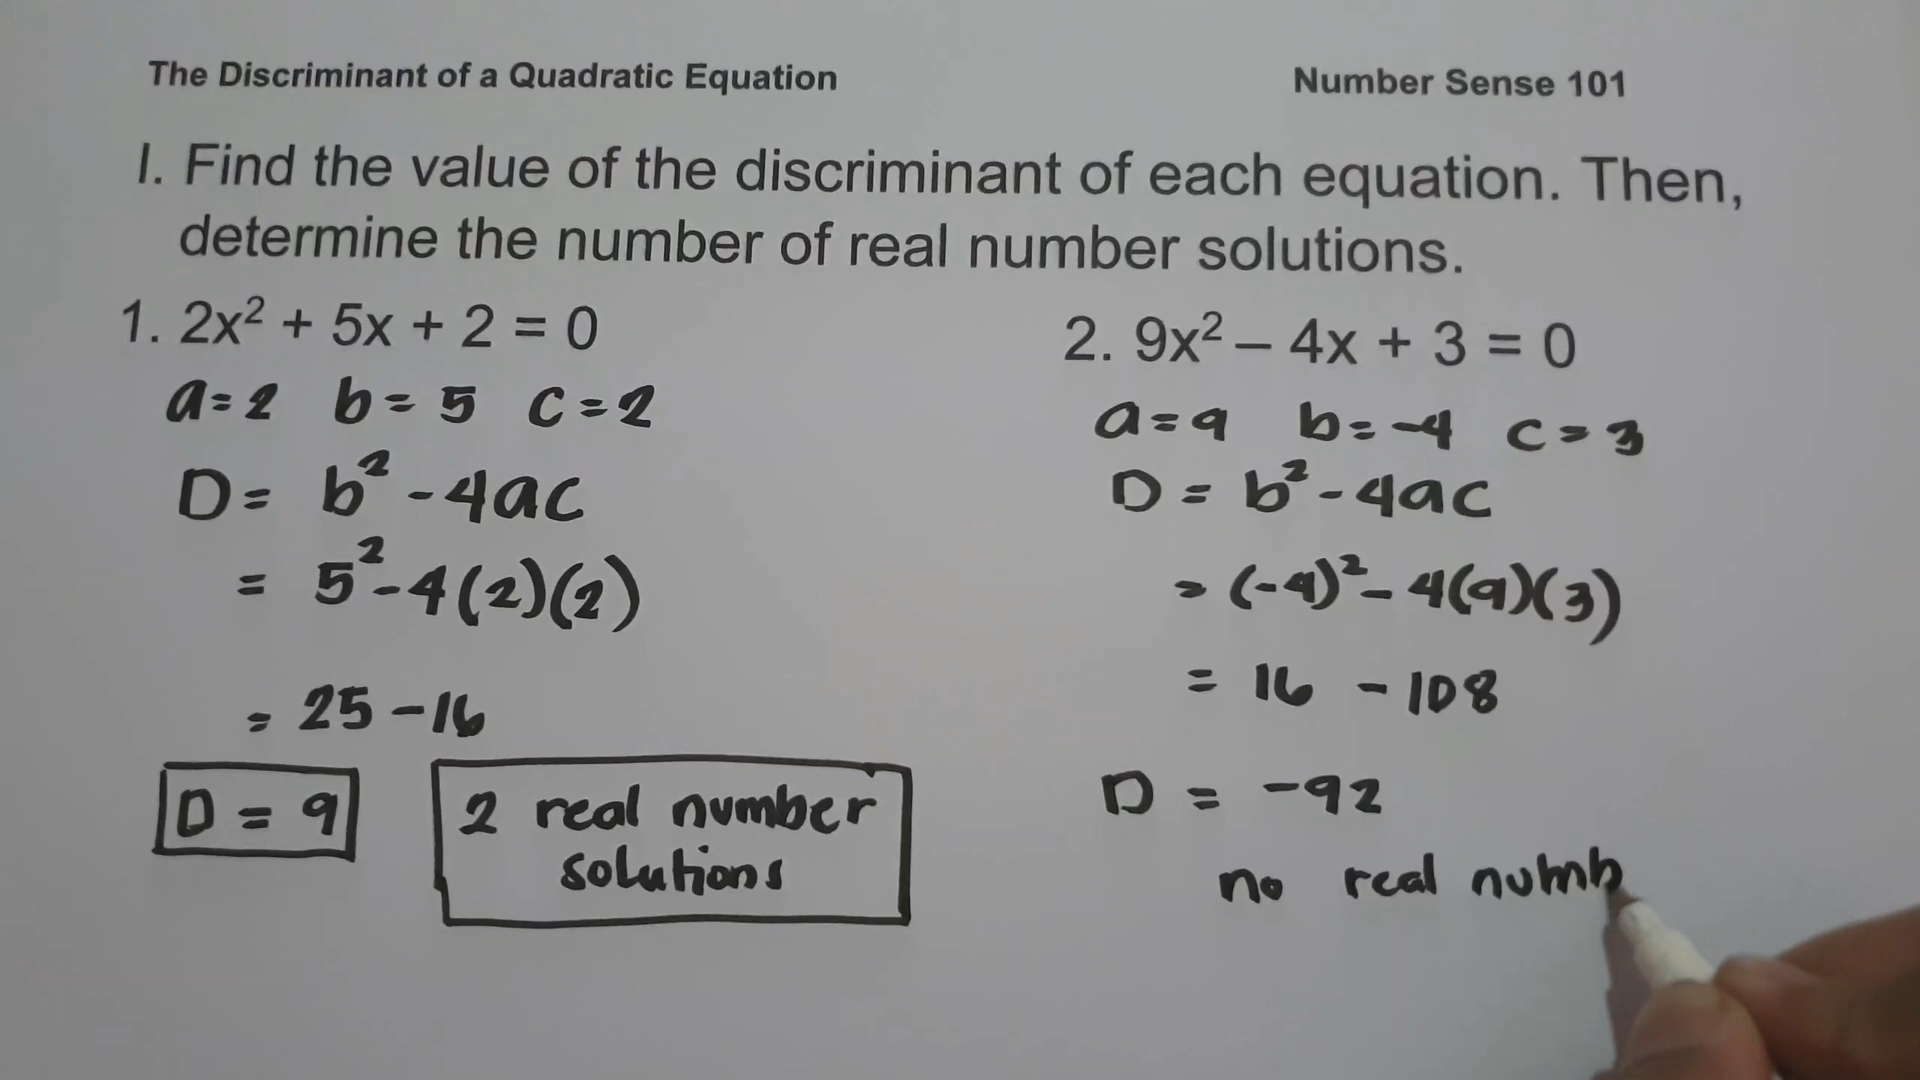 The Discriminant of a Quadratic Equation
Number Sense 101
I. Find the value of the discriminant of each equation. Then,
determine the number of real number solutions.
1. 2x² + 5x + 2 = 0
a=2 b=5 c=2
D= b²-4ac
= 5²-4(2)(2)
= 25-16
D = 9
2 real number
solutions
2. 9x² – 4x + 3 = 0
a=9 b=-4 c=3
D = b²-4ac
= (-4)²-4(9)(3)
= 16 -108
D = -92
no real numb